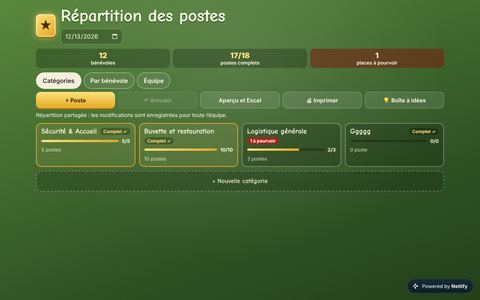 ★ Répartition des postes
12/13/2026
12
bénévoles
17/18
postes complets
1
places à pourvoir
Catégories
Par bénévole
Équipe
+ Poste
↶ Annuler
Aperçu et Excel
🖨 Imprimer
💡 Boîte à idées
Répartition partagée : les modifications sont enregistrées pour toute l'équipe.
Sécurité & Accueil
Complet ✓
5/5
5 postes
Buvette et restauration
Complet ✓
10/10
10 postes
Logistique générale
1 à pourvoir
2/3
3 postes
Ggggg
Complet ✓
0/0
0 poste
+ Nouvelle catégorie
Powered by Netlify